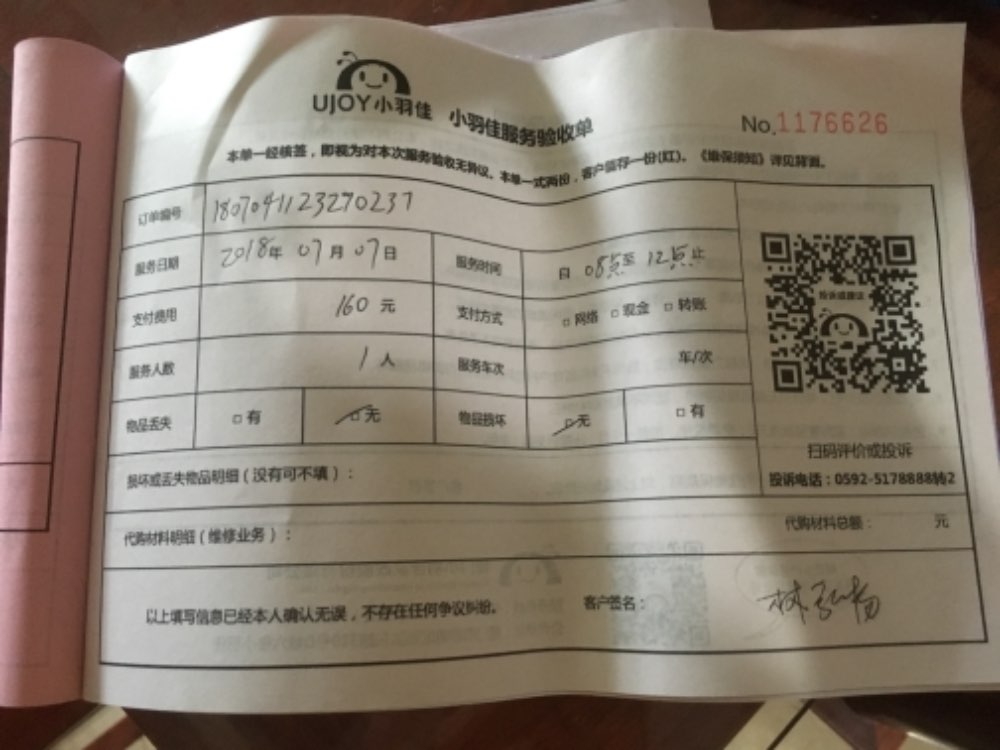 UJOY小羽佳 小羽佳服务验收单 No.1176626
本单一经核签，即视为对本次服务验收无异议。本单一式两份，客户留存一份(红)。《维保须知》详见背面。
订单编号 1807041123270237
服务日期 2018年 07月 07日 服务时间 自 08点至 12点止
支付费用 160 元 支付方式 □ 网络 □ 现金 □ 转账
服务人数 1 人 服务车次 车/次
物品丢失 □ 有 □ 无 物品损坏 □ 无 □ 有
投诉或建议
扫码评价或投诉
投诉电话：0592-5178888转2
损坏或丢失物品明细（没有可不填）：
代购材料明细（维修业务）： 代购材料总额： 元
以上填写信息已经本人确认无误，不存在任何争议纠纷。 客户签名：